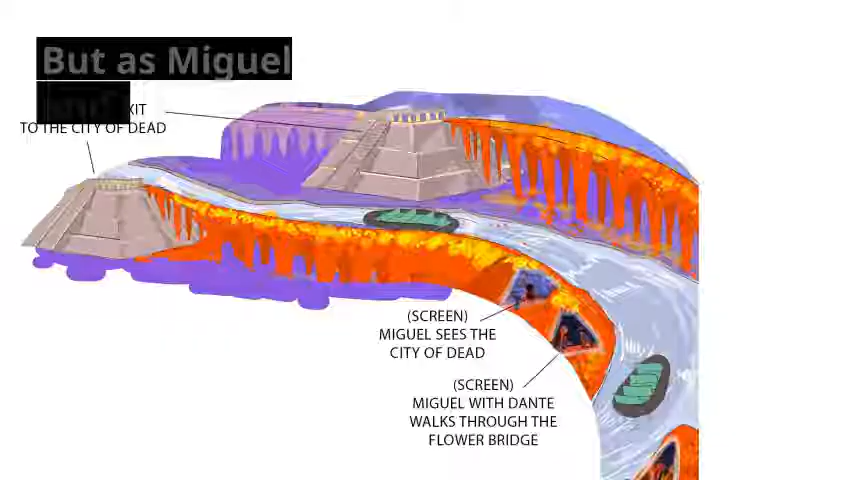 But as Miguel
XIT
TO THE CITY OF DEAD
(SCREEN)
MIGUEL SEES THE
CITY OF DEAD
(SCREEN)
MIGUEL WITH DANTE
WALKS THROUGH THE
FLOWER BRIDGE